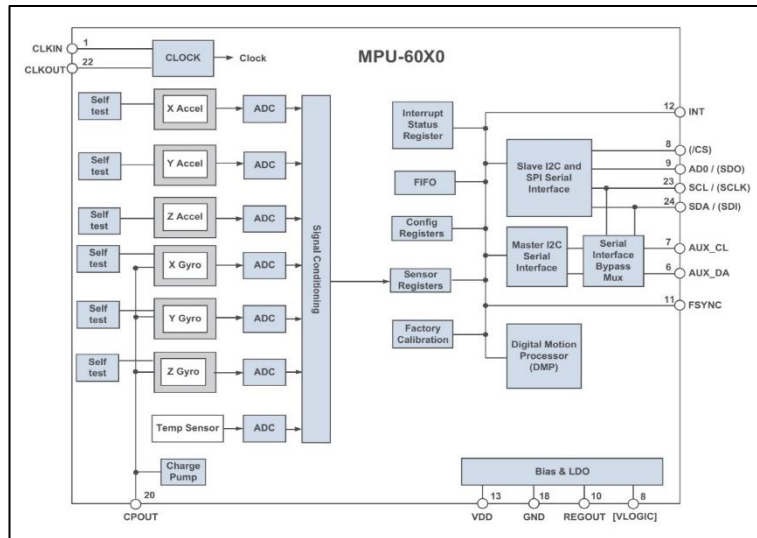 MPU-60X0
CLKIN
1
CLKOUT
22
CLOCK
Clock
Self
test
X Accel
ADC
Self
test
Y Accel
ADC
Self
test
Z Accel
ADC
Self
test
X Gyro
ADC
Self
test
Y Gyro
ADC
Self
test
Z Gyro
ADC
Temp Sensor
ADC
Charge
Pump
20
CPOUT
Signal Conditioning
Interrupt
Status
Register
FIFO
Config
Registers
Sensor
Registers
Factory
Calibration
Slave I2C and
SPI Serial
Interface
Master I2C
Serial
Interface
Serial
Interface
Bypass
Mux
Digital Motion
Processor
(DMP)
12
INT
8
(/CS)
9
AD0 / (SDO)
23
SCL / (SCLK)
24
SDA / (SDI)
7
AUX_CL
6
AUX_DA
11
FSYNC
Bias & LDO
13
VDD
18
GND
10
REGOUT
8
[VLOGIC]